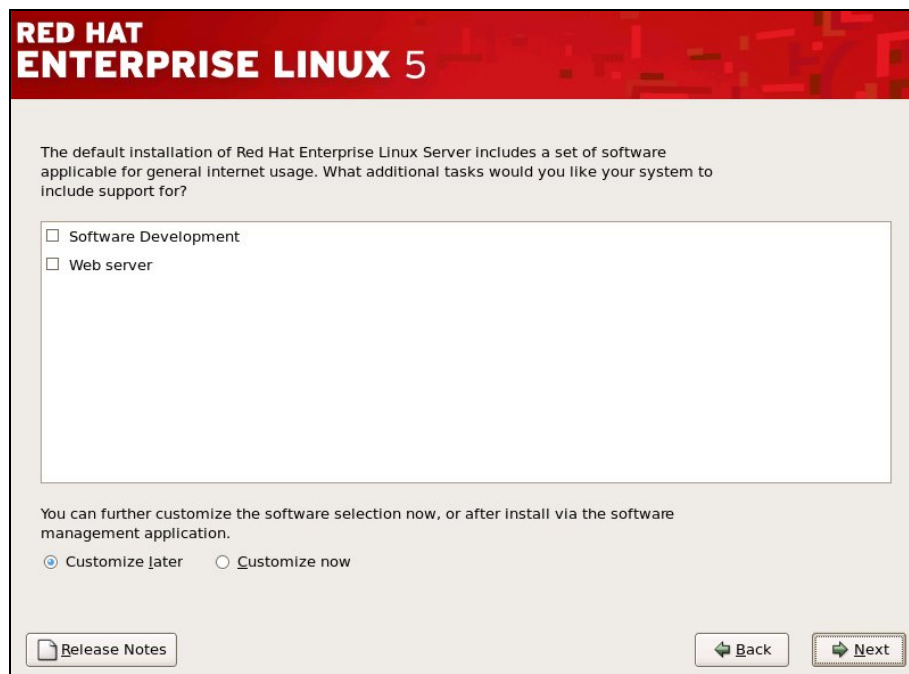 RED HAT
ENTERPRISE LINUX 5
The default installation of Red Hat Enterprise Linux Server includes a set of software
applicable for general internet usage. What additional tasks would you like your system to
include support for?
Software Development
Web server
You can further customize the software selection now, or after install via the software
management application.
Customize later Customize now
Release Notes Back Next